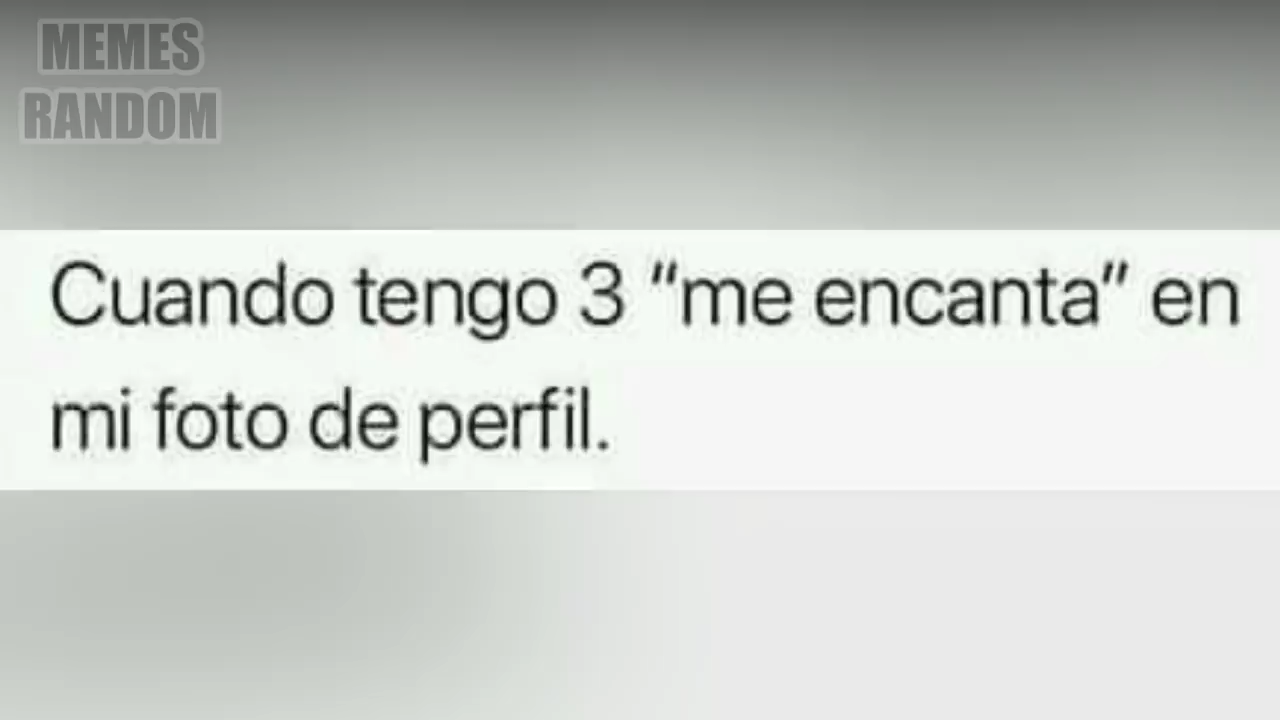 MEMES
RANDOM
Cuando tengo 3 “me encanta” en
mi foto de perfil.